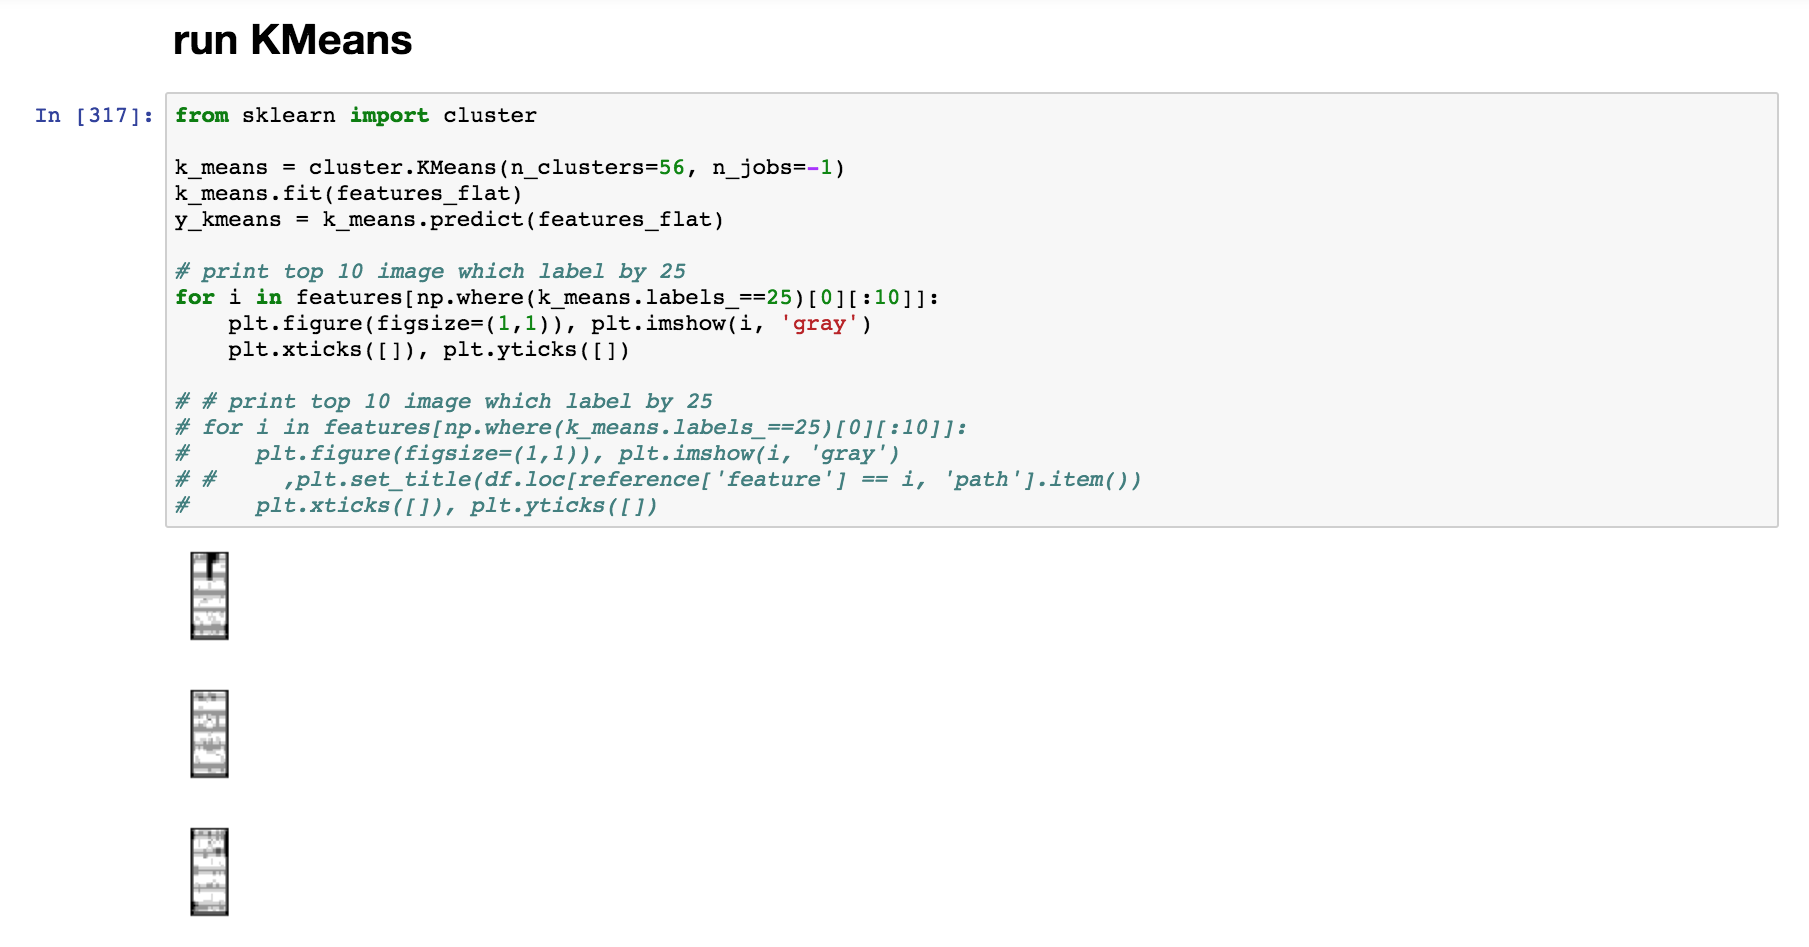 run KMeans
In [317]:
from sklearn import cluster
k_means = cluster.KMeans(n_clusters=56, n_jobs=-1)
k_means.fit(features_flat)
y_kmeans = k_means.predict(features_flat)
# print top 10 image which label by 25
for i in features[np.where(k_means.labels_==25)[0][:10]]:
    plt.figure(figsize=(1,1)), plt.imshow(i, 'gray')
    plt.xticks([]), plt.yticks([])
# # print top 10 image which label by 25
# for i in features[np.where(k_means.labels_==25)[0][:10]]:
#     plt.figure(figsize=(1,1)), plt.imshow(i, 'gray')
# #     ,plt.set_title(df.loc[reference['feature'] == i, 'path'].item())
#     plt.xticks([]), plt.yticks([])